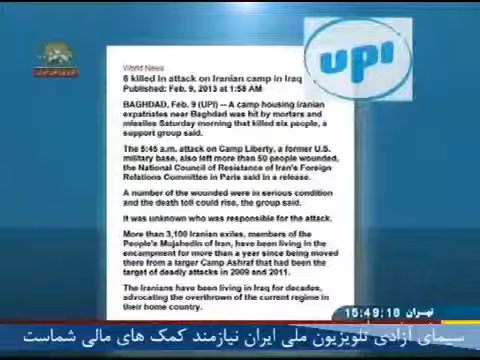 upi
World News
6 killed in attack on Iranian camp in Iraq
Published: Feb. 9, 2013 at 1:58 AM
BAGHDAD, Feb. 9 (UPI) -- A camp housing Iranian
expatriates near Baghdad was hit by mortars and
missiles Saturday morning that killed six people, a
support group said.
The 5:45 a.m. attack on Camp Liberty, a former U.S.
military base, also left more than 50 people wounded,
the National Council of Resistance of Iran's Foreign
Relations Committee in Paris said in a release.
A number of the wounded were in serious condition
and the death toll could rise, the group said.
It was unknown who was responsible for the attack.
More than 3,100 Iranian exiles, members of the
People's Mujahedin of Iran, have been living in the
encampment for more than a year since being moved
there from a larger Camp Ashraf that had been the
target of deadly attacks in 2009 and 2011.
The Iranians have been living in Iraq for decades,
advocating the overthrown of the current regime in
their home country.
15:49:18 تهران
سیمای آزادی تلویزیون ملی ایران نیازمند کمک های مالی شماست